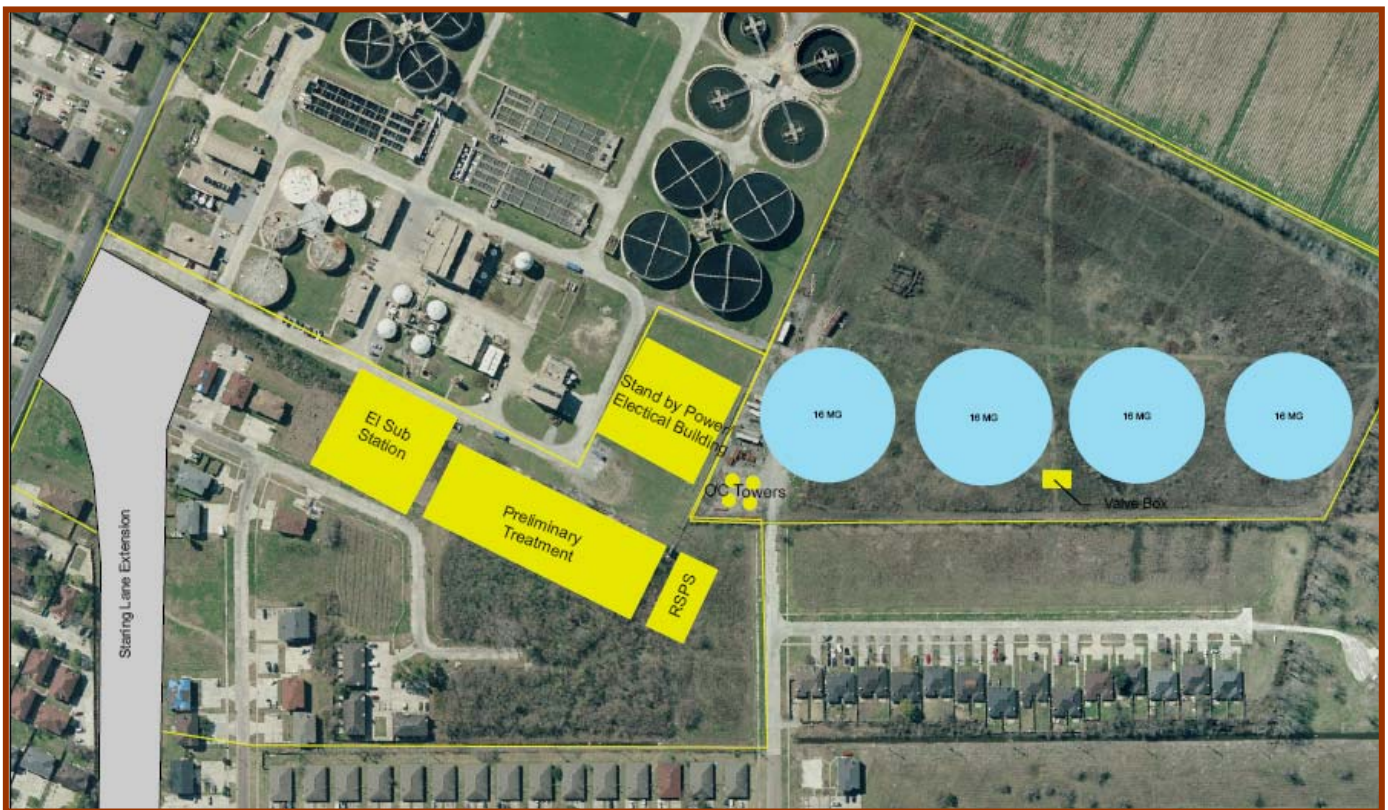 Stand by Power
Electical Building
El Sub
Station
16 MG
16 MG
16 MG
16 MG
OC Towers
Valve Box
Preliminary
Treatment
RSPS
Staring Lane Extension